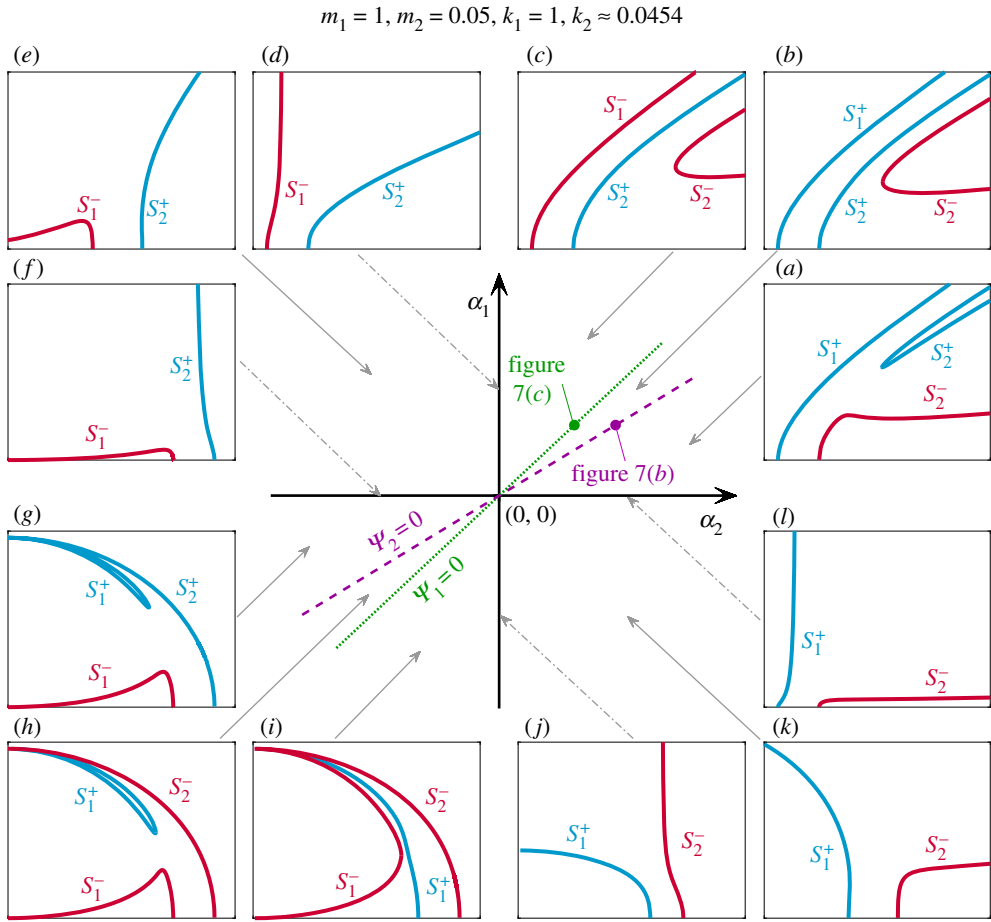 m₁ = 1, m₂ = 0.05, k₁ = 1, k₂ ≈ 0.0454
(e) (d) (c) (b)
S₁⁻ S₂⁺
S₁⁻ S₂⁺
S₁⁻ S₂⁺ S₂⁻
S₁⁺ S₂⁺ S₂⁻
(f) (a)
S₂⁺ S₁⁻
α₁
figure
7(c)
figure 7(b)
(0, 0)
α₂
Ψ₂ = 0
Ψ₁ = 0
S₁⁺ S₂⁺ S₂⁻
(g) (l)
S₁⁺ S₂⁺ S₁⁻
S₁⁺ S₂⁻
(h) (i) (j) (k)
S₁⁺ S₂⁻ S₁⁻
S₂⁻ S₁⁻ S₁⁺
S₁⁺ S₂⁻
S₁⁺ S₂⁻